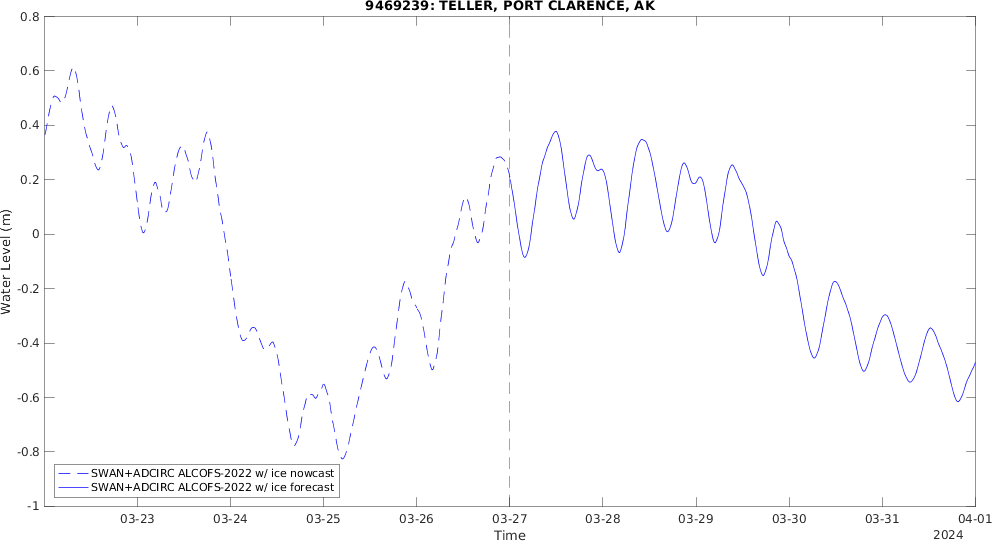 9469239: TELLER, PORT CLARENCE, AK
0.8
0.6
0.4
0.2
0
-0.2
-0.4
-0.6
-0.8
-1
Water Level (m)
SWAN+ADCIRC ALCOFS-2022 w/ ice nowcast
SWAN+ADCIRC ALCOFS-2022 w/ ice forecast
03-23 03-24 03-25 03-26 03-27 03-28 03-29 03-30 03-31 04-01
Time
2024